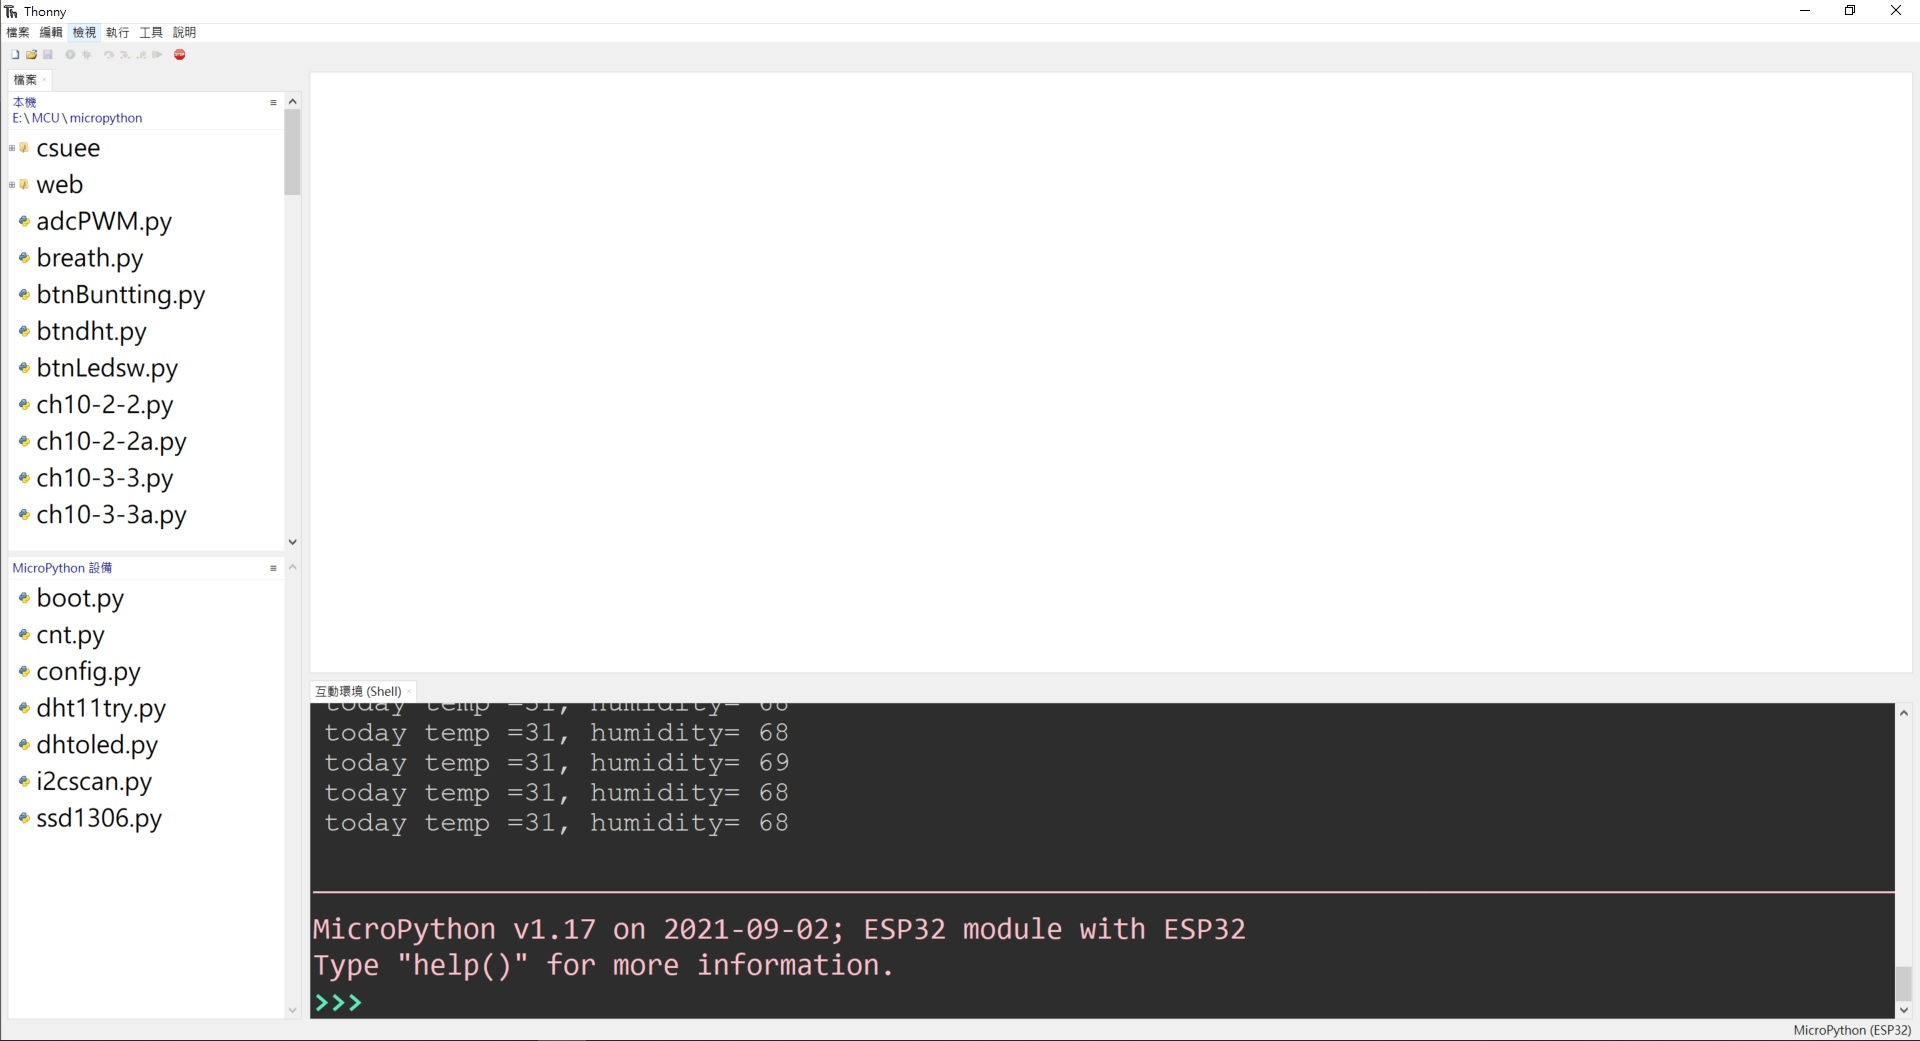 Thonny
檔案 編輯 檢視 執行 工具 說明
檔案
本機
E: \ MCU \ micropython
csuee
web
adcPWM.py
breath.py
btnBuntting.py
btndht.py
btnLedsw.py
ch10-2-2.py
ch10-2-2a.py
ch10-3-3.py
ch10-3-3a.py
MicroPython 設備
boot.py
cnt.py
config.py
dht11try.py
dhtoled.py
i2cscan.py
ssd1306.py
互動環境 (Shell)
today temp =31, humidity= 68
today temp =31, humidity= 68
today temp =31, humidity= 69
today temp =31, humidity= 68
today temp =31, humidity= 68
MicroPython v1.17 on 2021-09-02; ESP32 module with ESP32
Type "help()" for more information.
>>>
MicroPython (ESP32)